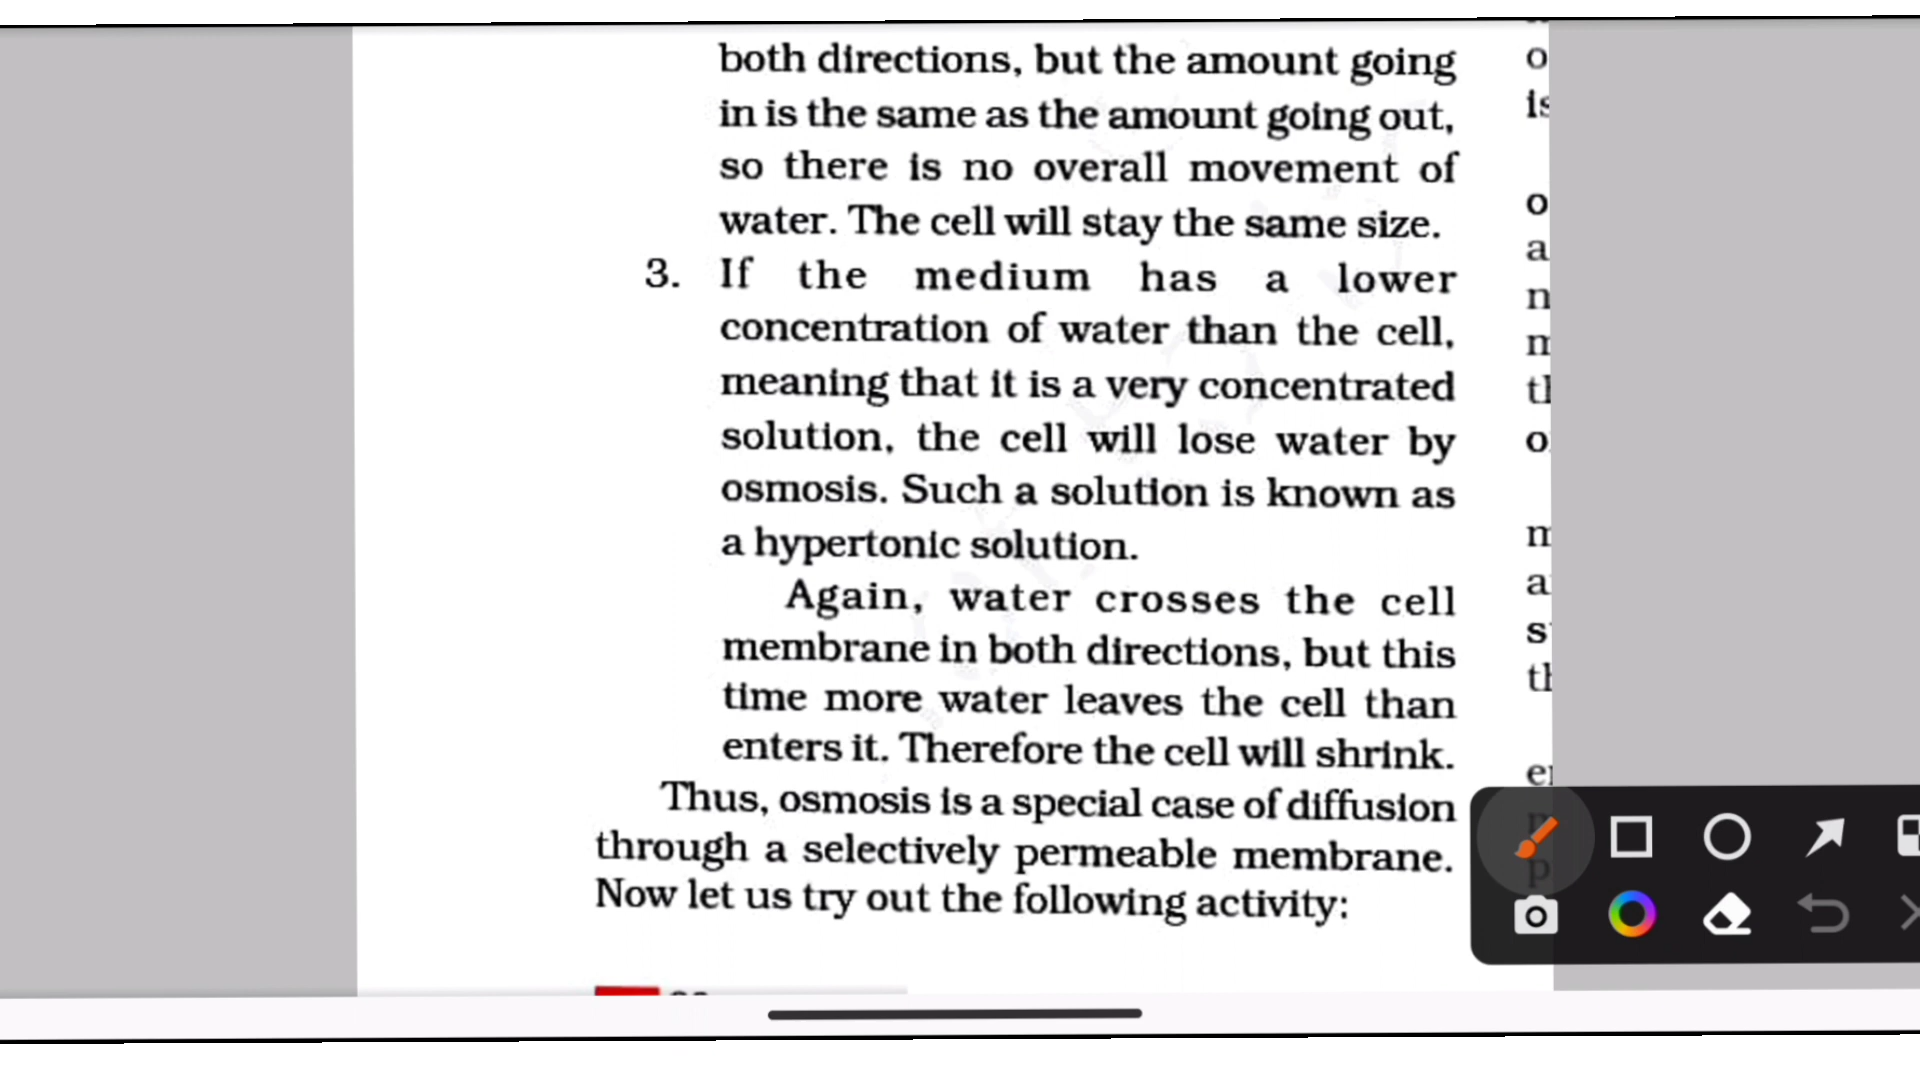 both directions, but the amount going
in is the same as the amount going out,
so there is no overall movement of
water. The cell will stay the same size.
3. If the medium has a lower
concentration of water than the cell,
meaning that it is a very concentrated
solution, the cell will lose water by
osmosis. Such a solution is known as
a hypertonic solution.
Again, water crosses the cell
membrane in both directions, but this
time more water leaves the cell than
enters it. Therefore the cell will shrink.
Thus, osmosis is a special case of diffusion
through a selectively permeable membrane.
Now let us try out the following activity: